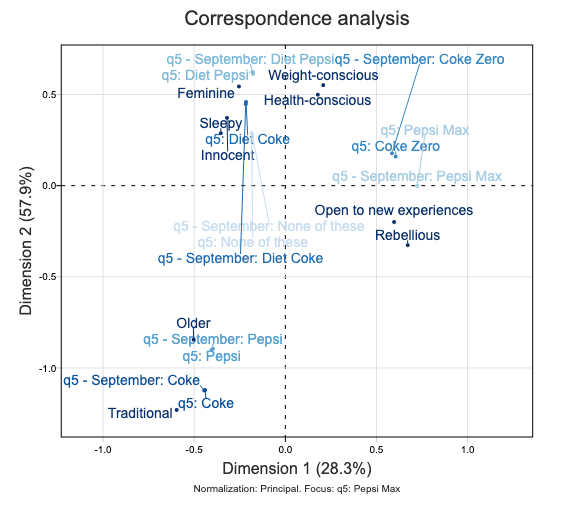 Correspondence analysis
q5 - September: Diet Pepsi
q5 - September: Coke Zero
q5: Diet Pepsi
Weight-conscious
Feminine
Health-conscious
0.5
Sleepy
q5: Pepsi Max
q5: Diet Coke
q5: Coke Zero
Innocent
q5 - September: Pepsi Max
0.0
Open to new experiences
q5 - September: None of these
Rebellious
q5: None of these
q5 - September: Diet Coke
-0.5
Older
q5 - September: Pepsi
q5: Pepsi
-1.0
q5 - September: Coke
q5: Coke
Traditional
Dimension 2 (57.9%)
-1.0 -0.5 0.0 0.5 1.0
Dimension 1 (28.3%)
Normalization: Principal. Focus: q5: Pepsi Max